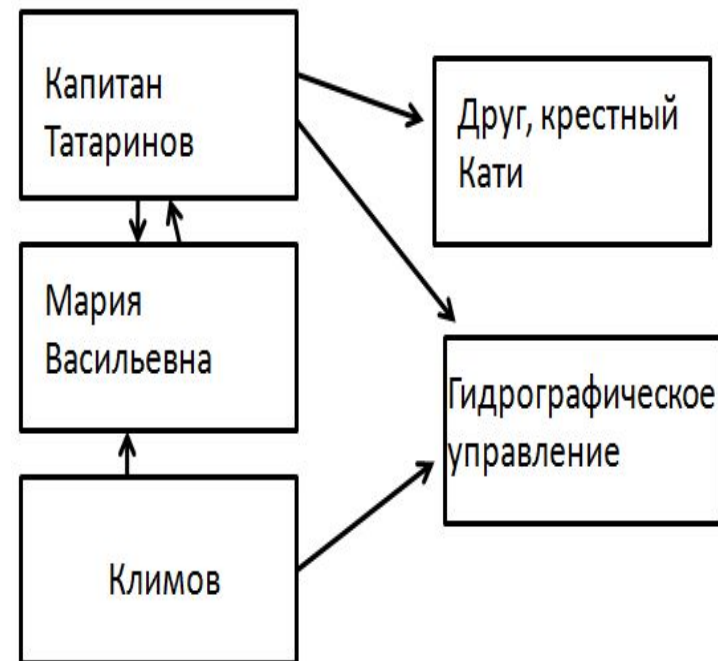 Капитан
Татаринов
Друг, крестный
Кати
Мария
Васильевна
Гидрографическое
управление
Климов